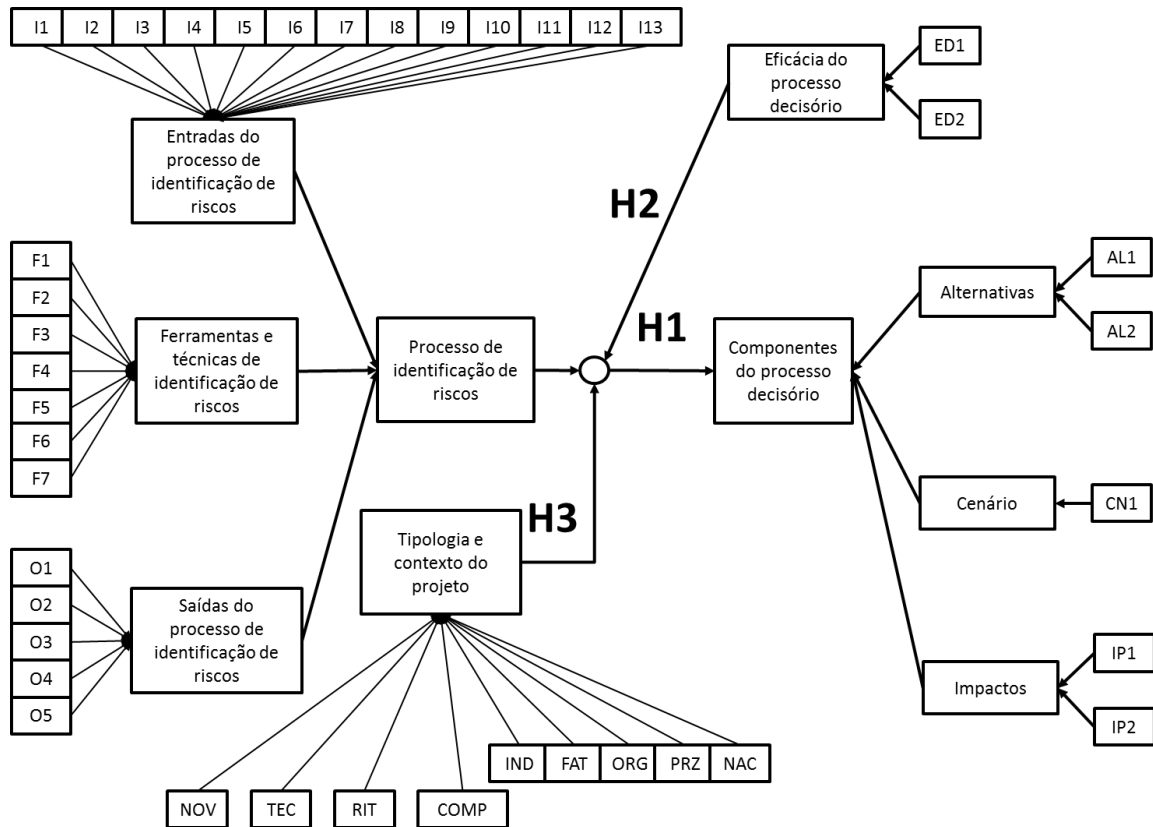 I1 I2 I3 I4 I5 I6 I7 I8 I9 I10 I11 I12 I13
Entradas do
processo de
identificação de
riscos
Eficácia do
processo
decisório
ED1
ED2
H2
F1
F2
F3
F4
F5
F6
F7
Ferramentas e
técnicas de
identificação de
riscos
Processo de
identificação de
riscos
H1
Componentes
do processo
decisório
Alternativas
AL1
AL2
Cenário
CN1
Impactos
IP1
IP2
H3
Tipologia e
contexto do
projeto
O1
O2
O3
O4
O5
Saídas do
processo de
identificação de
riscos
IND FAT ORG PRZ NAC
NOV TEC RIT COMP